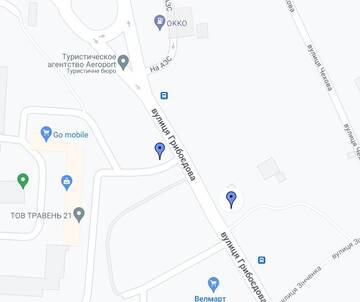 ОККО
Туристическое
агентство Aeroport
Туристичне бюро
На АЗС
вулиця Чехова
вулиця Грибоєдова
Go mobile
ТОВ ТРАВЕНЬ 21
вулиця Грибоєдова
Велмарт
вулиця Зінченка
вулиця